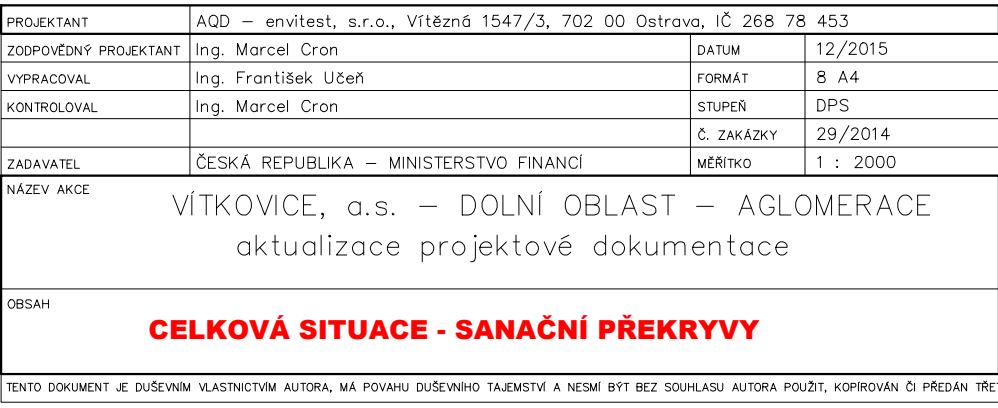 PROJEKTANT AQD – envitest, s.r.o., Vítězná 1547/3, 702 00 Ostrava, IČ 268 78 453
ZODPOVĚDNÝ PROJEKTANT Ing. Marcel Cron DATUM 12/2015
VYPRACOVAL Ing. František Učeň FORMÁT 8 A4
KONTROLOVAL Ing. Marcel Cron STUPEŇ DPS
Č. ZAKÁZKY 29/2014
ZADAVATEL ČESKÁ REPUBLIKA – MINISTERSTVO FINANCÍ MĚŘÍTKO 1 : 2000
NÁZEV AKCE
VÍTKOVICE, a.s. – DOLNÍ OBLAST – AGLOMERACE
aktualizace projektové dokumentace
OBSAH
CELKOVÁ SITUACE - SANAČNÍ PŘEKRYVY
TENTO DOKUMENT JE DUŠEVNÍM VLASTNICTVÍM AUTORA, MÁ POVAHU DUŠEVNÍHO TAJEMSTVÍ A NESMÍ BÝT BEZ SOUHLASU AUTORA POUŽIT, KOPÍROVÁN ČI PŘEDÁN